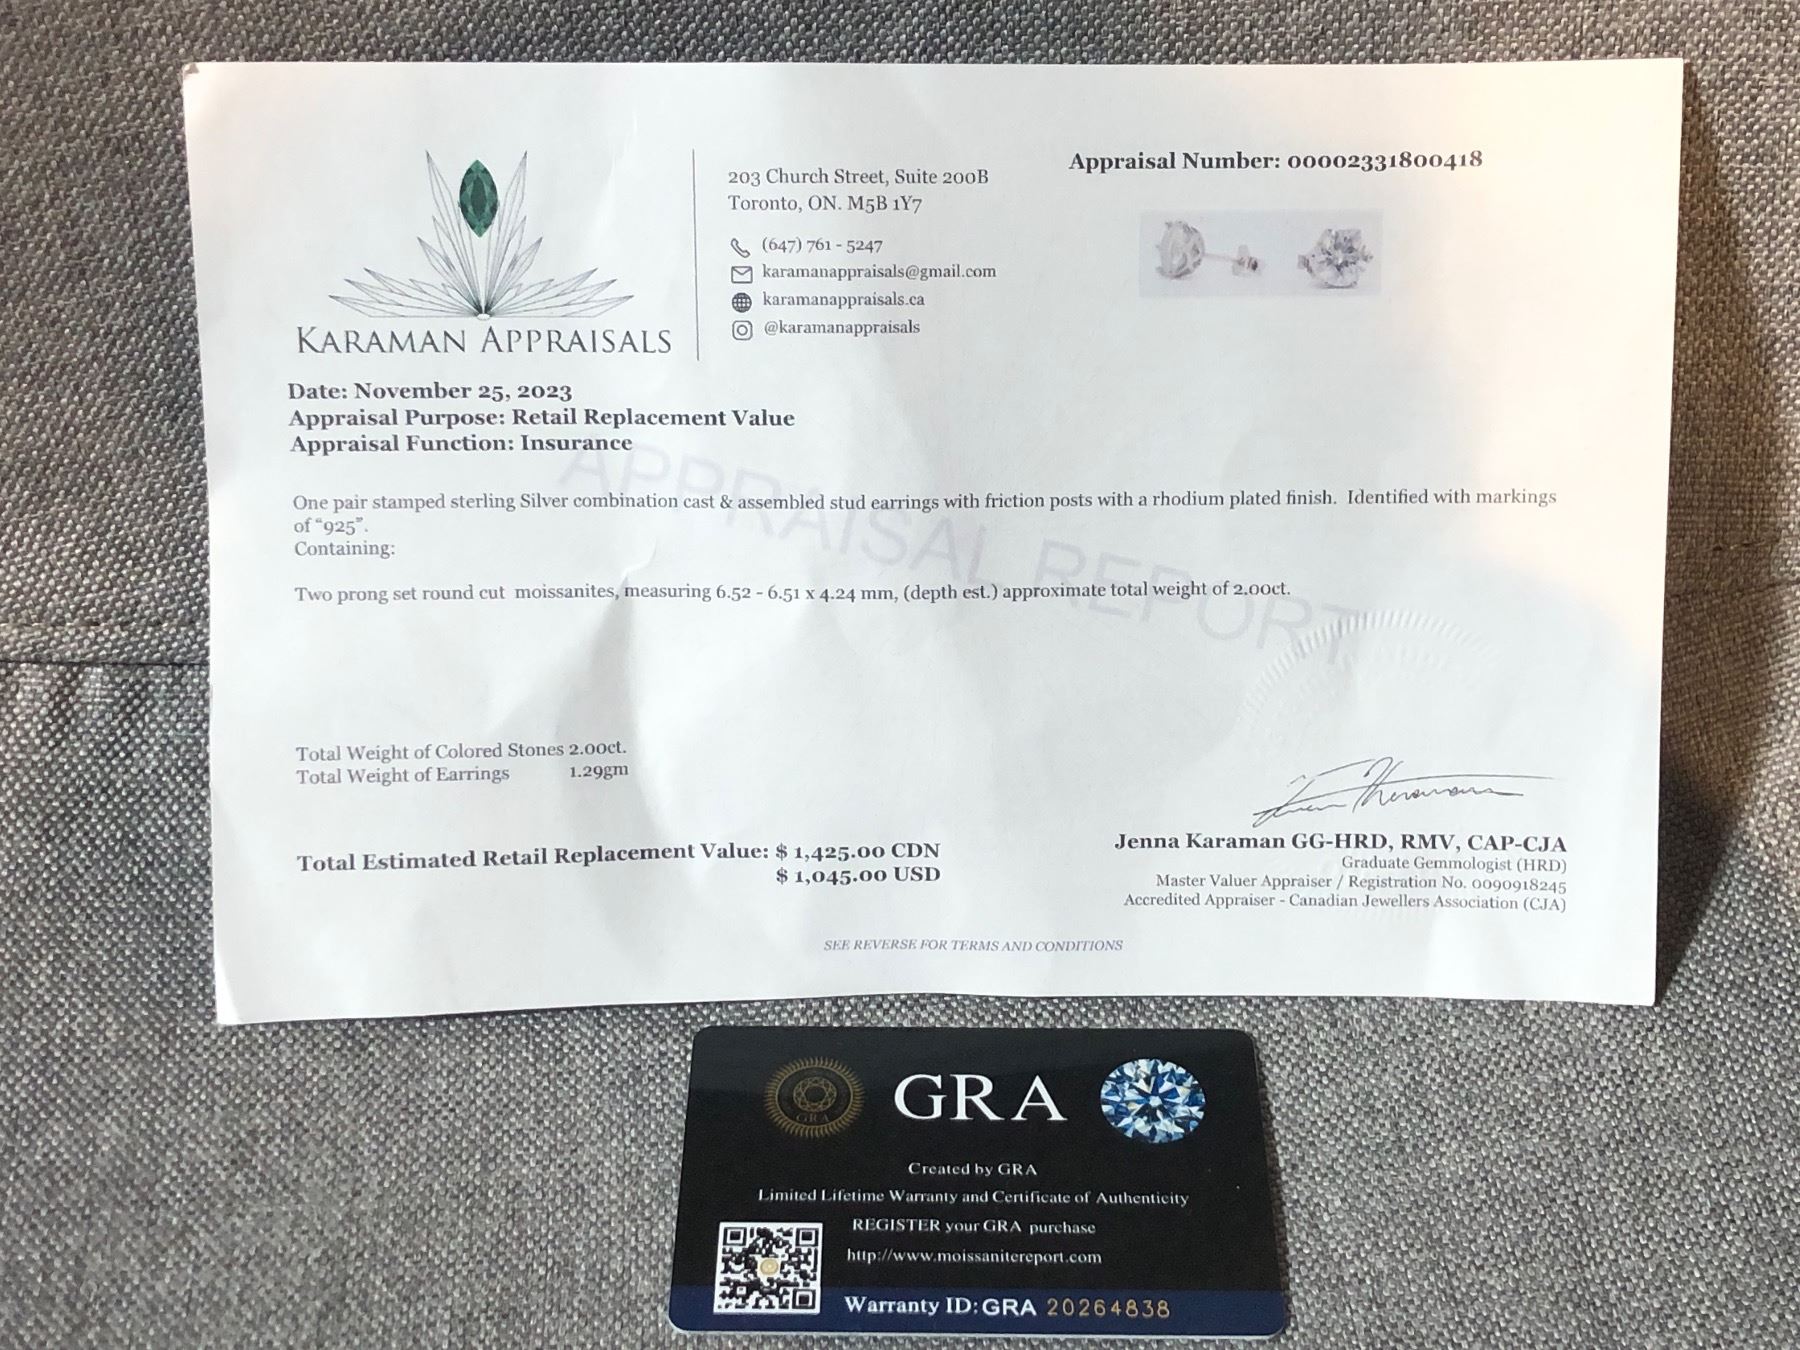 KARAMAN APPRAISALS
203 Church Street, Suite 200B
Toronto, ON. M5B 1Y7
(647) 761 - 5247
karamanappraisals@gmail.com
karamanappraisals.ca
@karamanappraisals
Appraisal Number: 00002331800418
Date: November 25, 2023
Appraisal Purpose: Retail Replacement Value
Appraisal Function: Insurance
APPRAISAL REPORT
One pair stamped sterling Silver combination cast & assembled stud earrings with friction posts with a rhodium plated finish. Identified with markings
of "925".
Containing:
Two prong set round cut moissanites, measuring 6.52 - 6.51 x 4.24 mm, (depth est.) approximate total weight of 2.00ct.
Total Weight of Colored Stones 2.00ct.
Total Weight of Earrings 1.29gm
Total Estimated Retail Replacement Value: $ 1,425.00 CDN
$ 1,045.00 USD
Jenna Karaman GG-HRD, RMV, CAP-CJA
Graduate Gemmologist (HRD)
Master Valuer Appraiser / Registration No. 0090918245
Accredited Appraiser - Canadian Jewellers Association (CJA)
SEE REVERSE FOR TERMS AND CONDITIONS
GRA
GRA
Created by GRA
Limited Lifetime Warranty and Certificate of Authenticity
REGISTER your GRA purchase
http://www.moissanitereport.com
Warranty ID: GRA 20264838